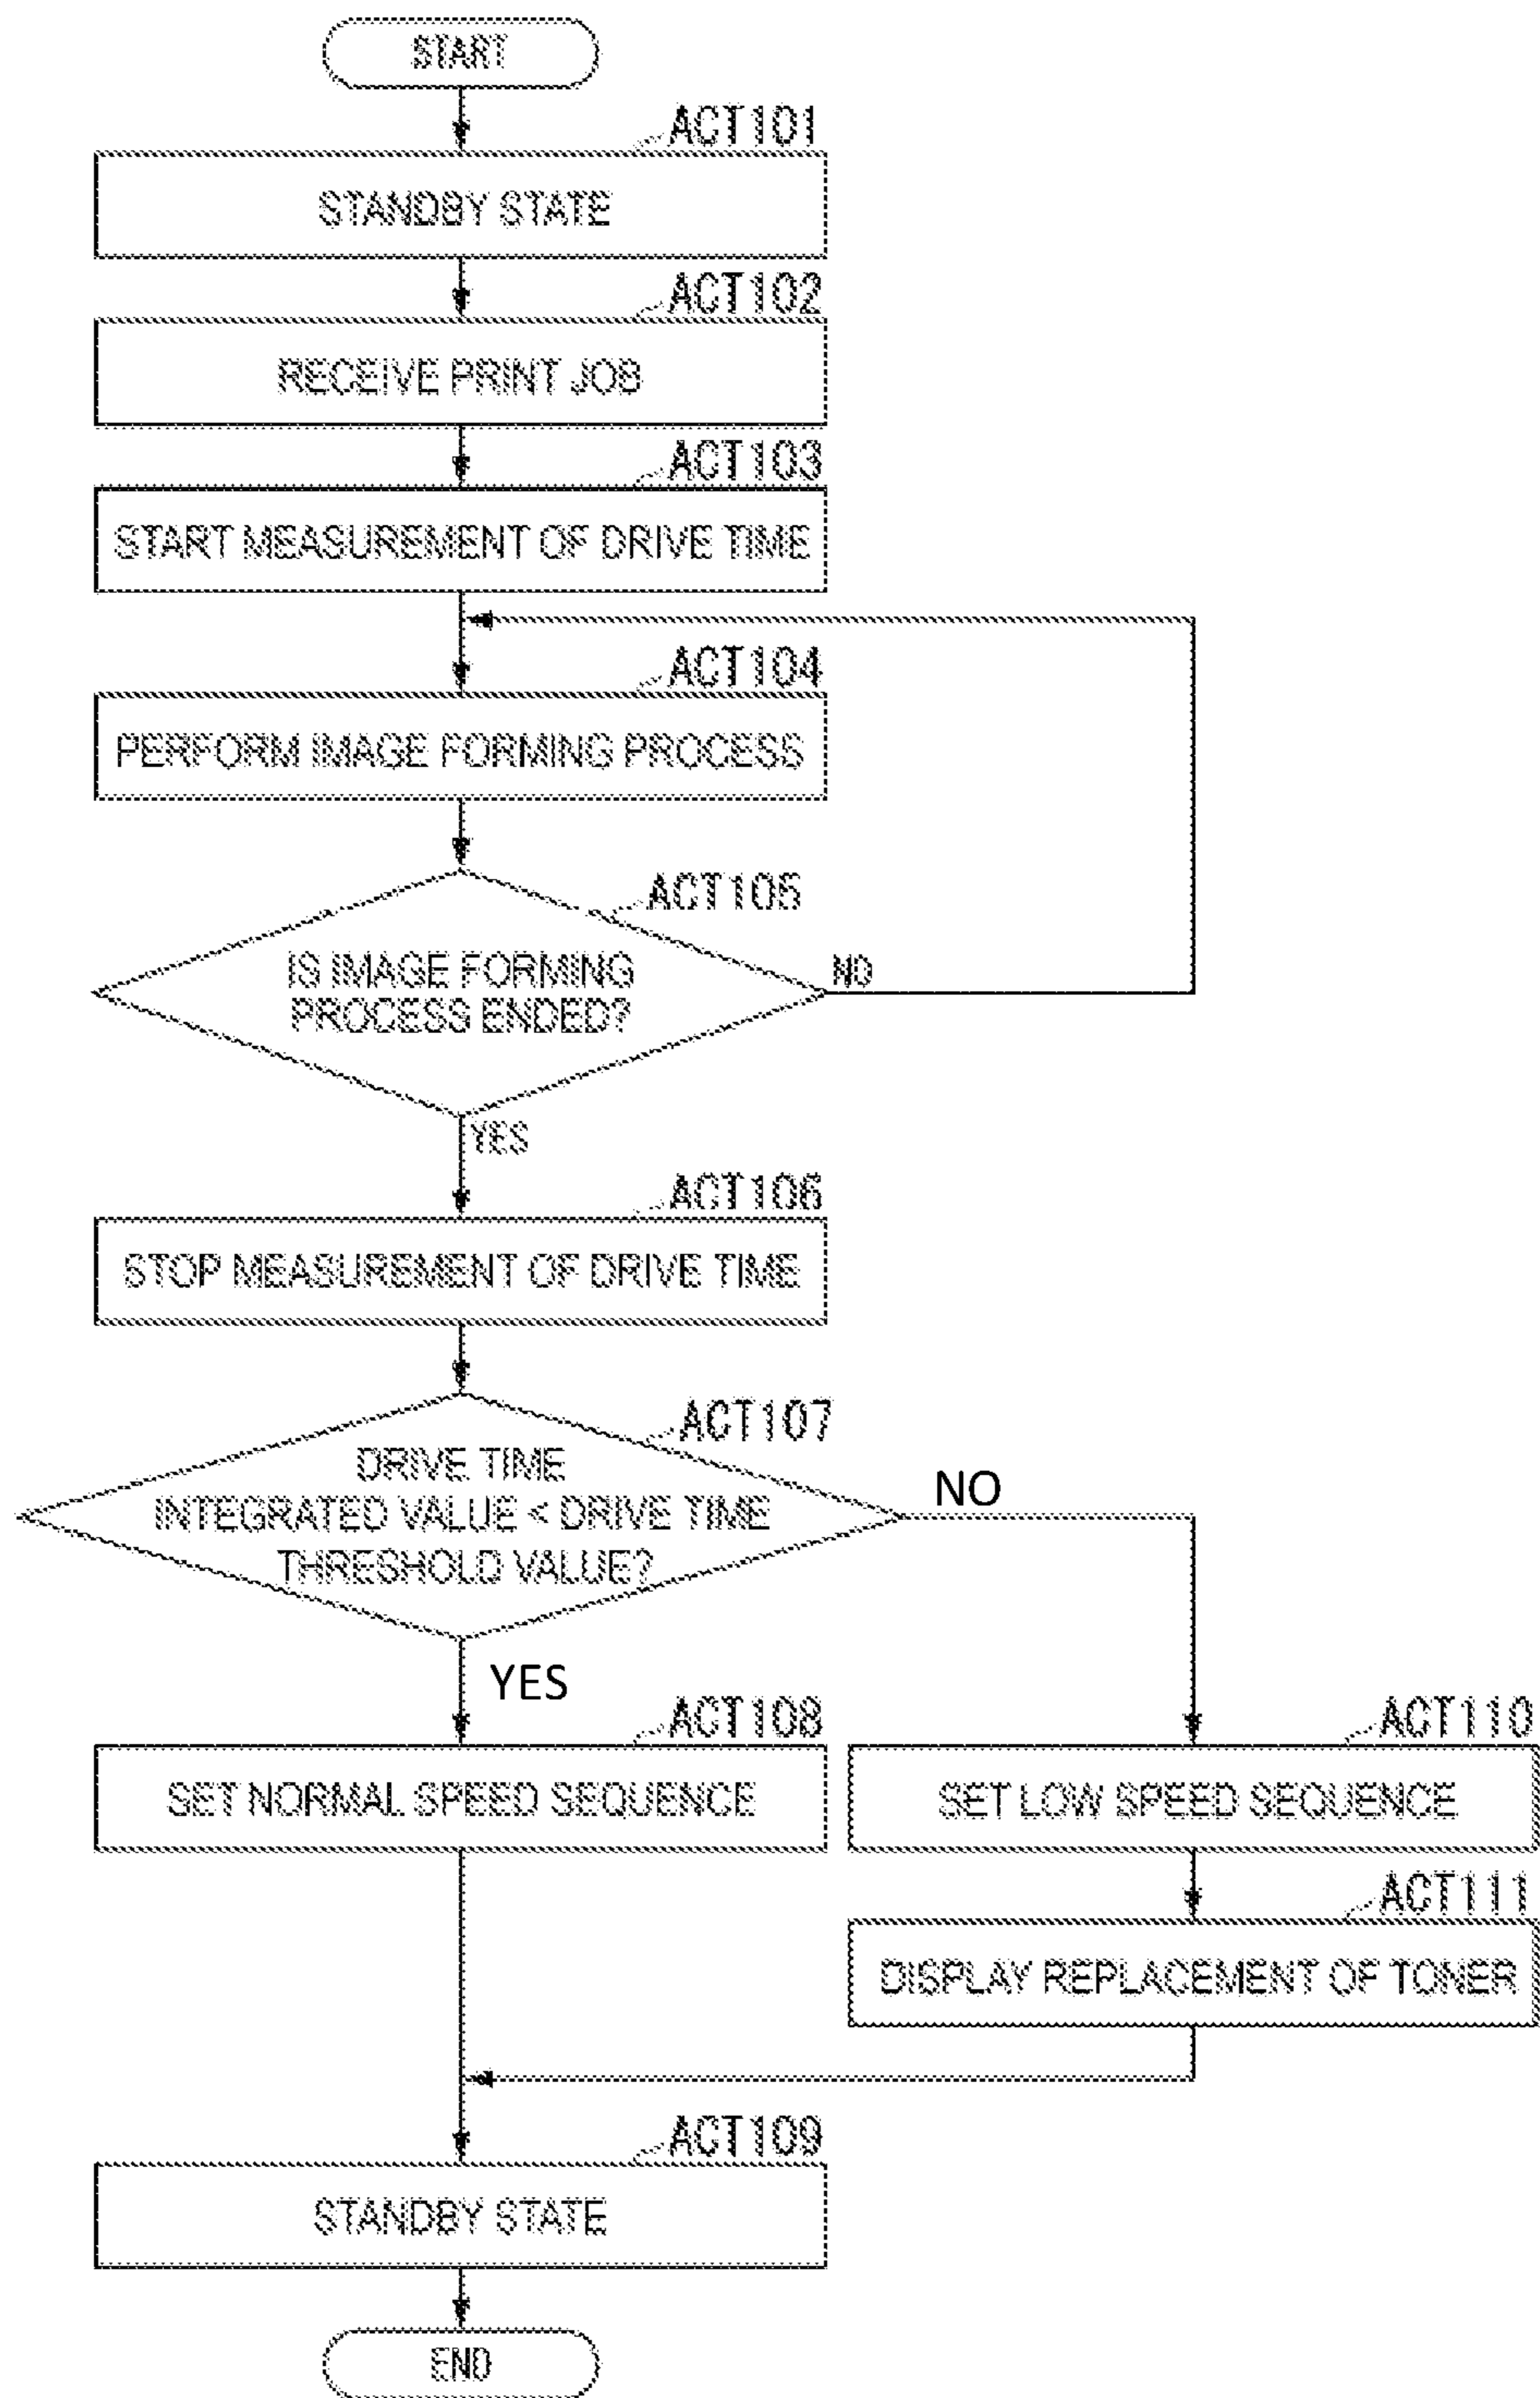 START
ACT101
STANDBY STATE
ACT102
RECEIVE PRINT JOB
ACT103
START MEASUREMENT OF DRIVE TIME
ACT104
PERFORM IMAGE FORMING PROCESS
ACT105
IS IMAGE FORMING
PROCESS ENDED?
NO
YES
ACT106
STOP MEASUREMENT OF DRIVE TIME
ACT107
DRIVE TIME
INTEGRATED VALUE < DRIVE TIME
THRESHOLD VALUE?
NO
YES
ACT108
SET NORMAL SPEED SEQUENCE
ACT110
SET LOW SPEED SEQUENCE
ACT111
DISPLAY REPLACEMENT OF TONER
ACT109
STANDBY STATE
END